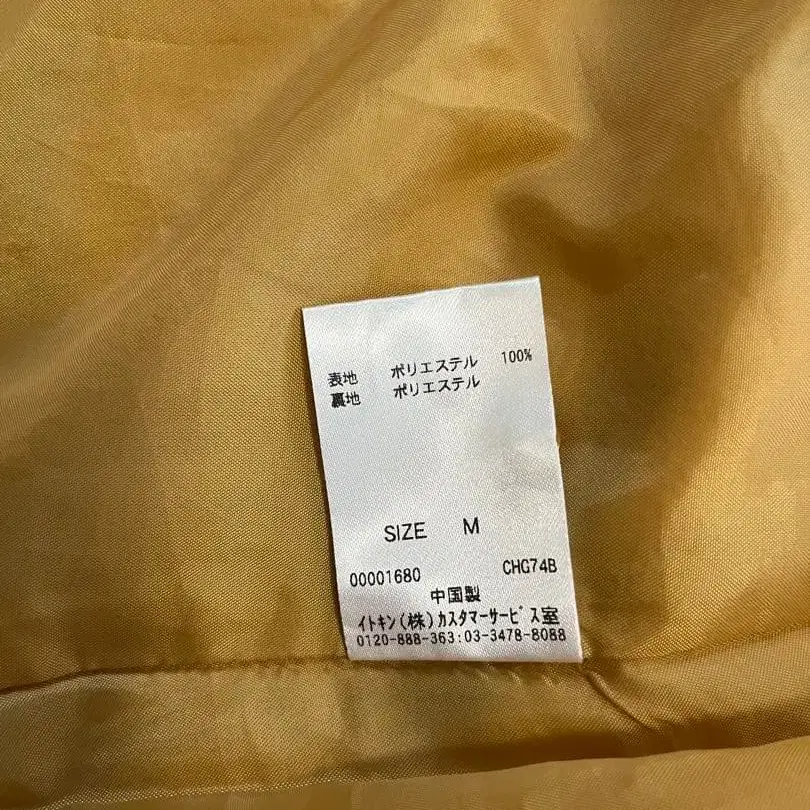 表地 ポリエステル 100%
裏地 ポリエステル
SIZE M
00001680 CHG74B
中国製
イトキン(株)カスタマーサービス室
0120-888-363:03-3478-8088